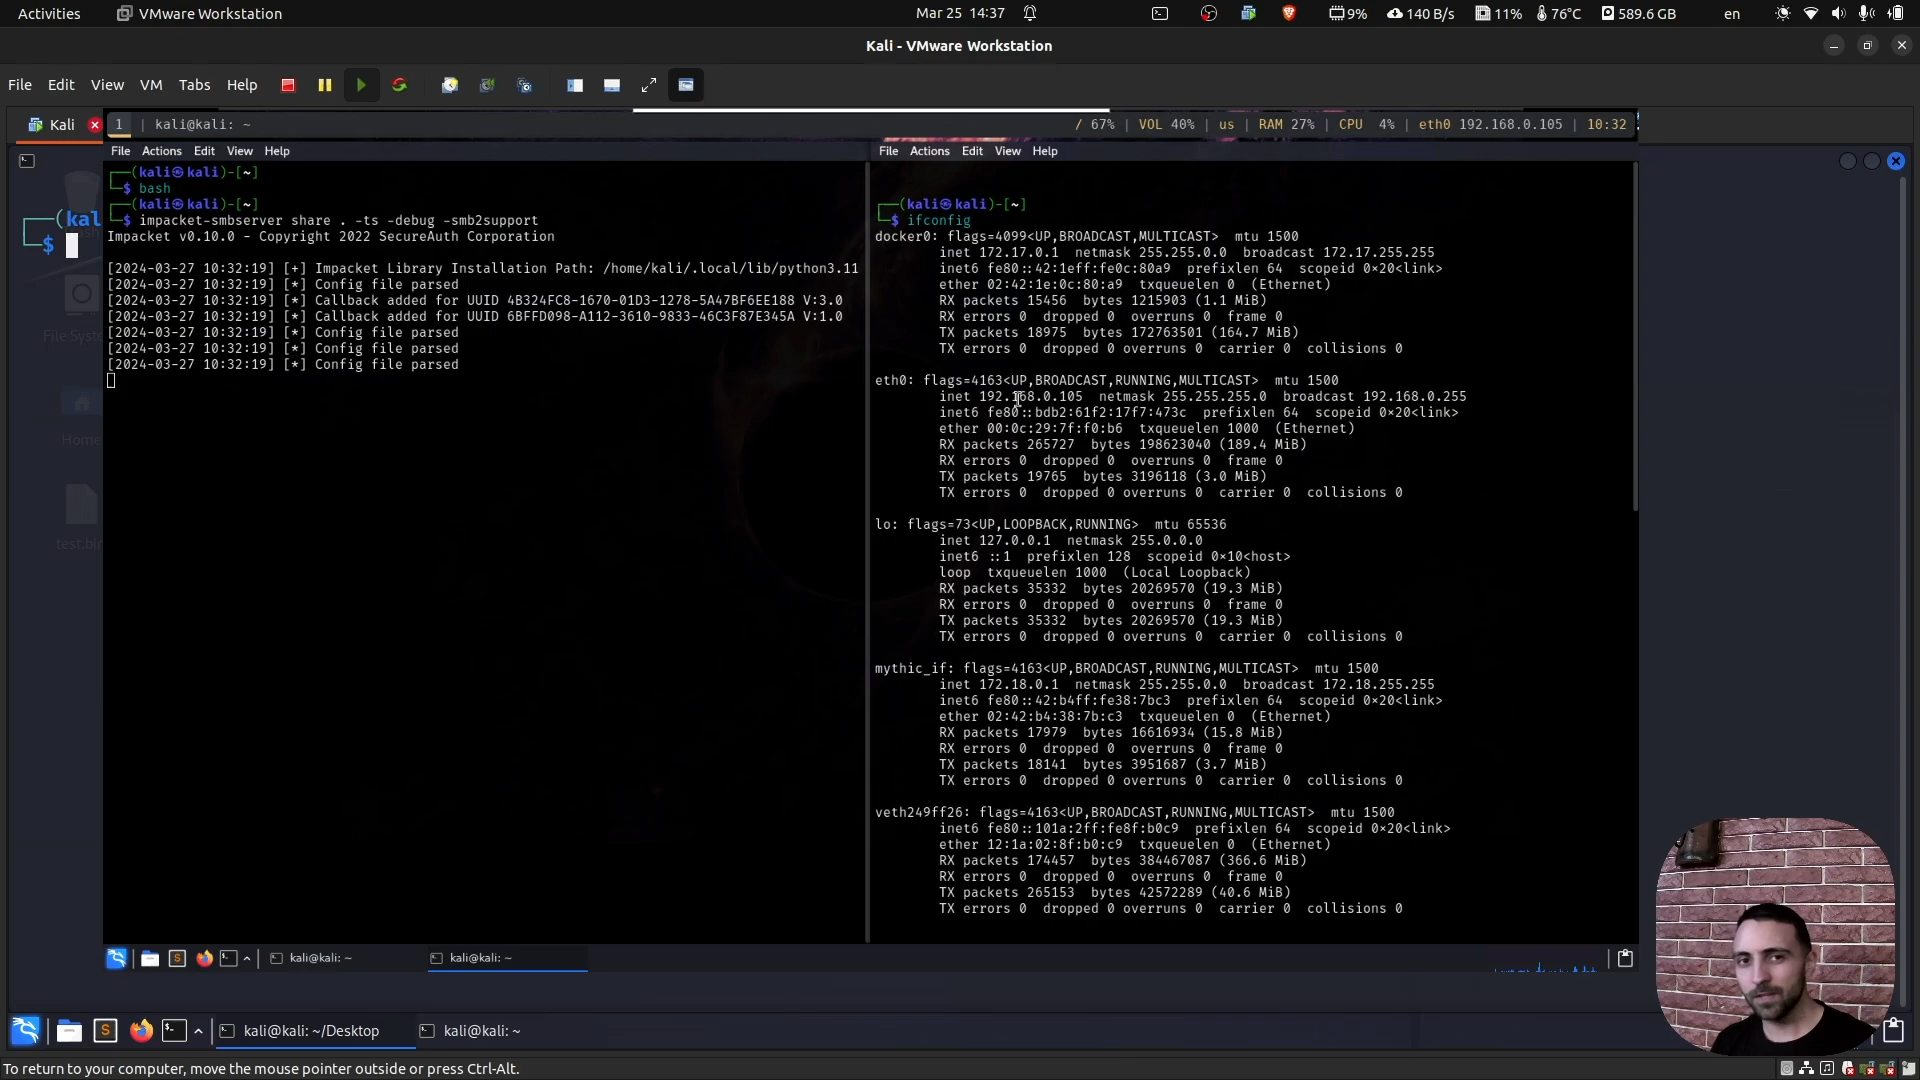 Activities VMware Workstation Mar 25 14:37 9% 140 B/s 11% 76°C 589.6 GB en
Kali - VMware Workstation
File Edit View VM Tabs Help
Kali
1 | kali@kali: ~ / 67% | VOL 40% | us | RAM 27% | CPU 4% | eth0 192.168.0.105 | 10:32
File Actions Edit View Help
┌──(kali㉿kali)-[~]
└─$ bash
┌──(kali㉿kali)-[~]
└─$ impacket-smbserver share . -ts -debug -smb2support
Impacket v0.10.0 - Copyright 2022 SecureAuth Corporation
[2024-03-27 10:32:19] [+] Impacket Library Installation Path: /home/kali/.local/lib/python3.11
[2024-03-27 10:32:19] [*] Config file parsed
[2024-03-27 10:32:19] [*] Callback added for UUID 4B324FC8-1670-01D3-1278-5A47BF6EE188 V:3.0
[2024-03-27 10:32:19] [*] Callback added for UUID 6BFFD098-A112-3610-9833-46C3F87E345A V:1.0
[2024-03-27 10:32:19] [*] Config file parsed
[2024-03-27 10:32:19] [*] Config file parsed
[2024-03-27 10:32:19] [*] Config file parsed
File Actions Edit View Help
┌──(kali㉿kali)-[~]
└─$ ifconfig
docker0: flags=4099<UP,BROADCAST,MULTICAST> mtu 1500
inet 172.17.0.1 netmask 255.255.0.0 broadcast 172.17.255.255
inet6 fe80::42:1eff:fe0c:80a9 prefixlen 64 scopeid 0×20<link>
ether 02:42:1e:0c:80:a9 txqueuelen 0 (Ethernet)
RX packets 15456 bytes 1215903 (1.1 MiB)
RX errors 0 dropped 0 overruns 0 frame 0
TX packets 18975 bytes 172763501 (164.7 MiB)
TX errors 0 dropped 0 overruns 0 carrier 0 collisions 0
eth0: flags=4163<UP,BROADCAST,RUNNING,MULTICAST> mtu 1500
inet 192.168.0.105 netmask 255.255.255.0 broadcast 192.168.0.255
inet6 fe80::bdb2:61f2:17f7:473c prefixlen 64 scopeid 0×20<link>
ether 00:0c:29:7f:f0:b6 txqueuelen 1000 (Ethernet)
RX packets 265727 bytes 198623040 (189.4 MiB)
RX errors 0 dropped 0 overruns 0 frame 0
TX packets 19765 bytes 3196118 (3.0 MiB)
TX errors 0 dropped 0 overruns 0 carrier 0 collisions 0
lo: flags=73<UP,LOOPBACK,RUNNING> mtu 65536
inet 127.0.0.1 netmask 255.0.0.0
inet6 ::1 prefixlen 128 scopeid 0×10<host>
loop txqueuelen 1000 (Local Loopback)
RX packets 35332 bytes 20269570 (19.3 MiB)
RX errors 0 dropped 0 overruns 0 frame 0
TX packets 35332 bytes 20269570 (19.3 MiB)
TX errors 0 dropped 0 overruns 0 carrier 0 collisions 0
mythic_if: flags=4163<UP,BROADCAST,RUNNING,MULTICAST> mtu 1500
inet 172.18.0.1 netmask 255.255.0.0 broadcast 172.18.255.255
inet6 fe80::42:b4ff:fe38:7bc3 prefixlen 64 scopeid 0×20<link>
ether 02:42:b4:38:7b:c3 txqueuelen 0 (Ethernet)
RX packets 17979 bytes 16616934 (15.8 MiB)
RX errors 0 dropped 0 overruns 0 frame 0
TX packets 18141 bytes 3951687 (3.7 MiB)
TX errors 0 dropped 0 overruns 0 carrier 0 collisions 0
veth249ff26: flags=4163<UP,BROADCAST,RUNNING,MULTICAST> mtu 1500
inet6 fe80::101a:2ff:fe8f:b0c9 prefixlen 64 scopeid 0×20<link>
ether 12:1a:02:8f:b0:c9 txqueuelen 0 (Ethernet)
RX packets 174457 bytes 384467087 (366.6 MiB)
RX errors 0 dropped 0 overruns 0 frame 0
TX packets 265153 bytes 42572289 (40.6 MiB)
TX errors 0 dropped 0 overruns 0 carrier 0 collisions 0
┌──(kal
└─$
File Syst
Home
test.bin
kali@kali: ~ kali@kali: ~
kali@kali: ~/Desktop kali@kali: ~
To return to your computer, move the mouse pointer outside or press Ctrl-Alt.